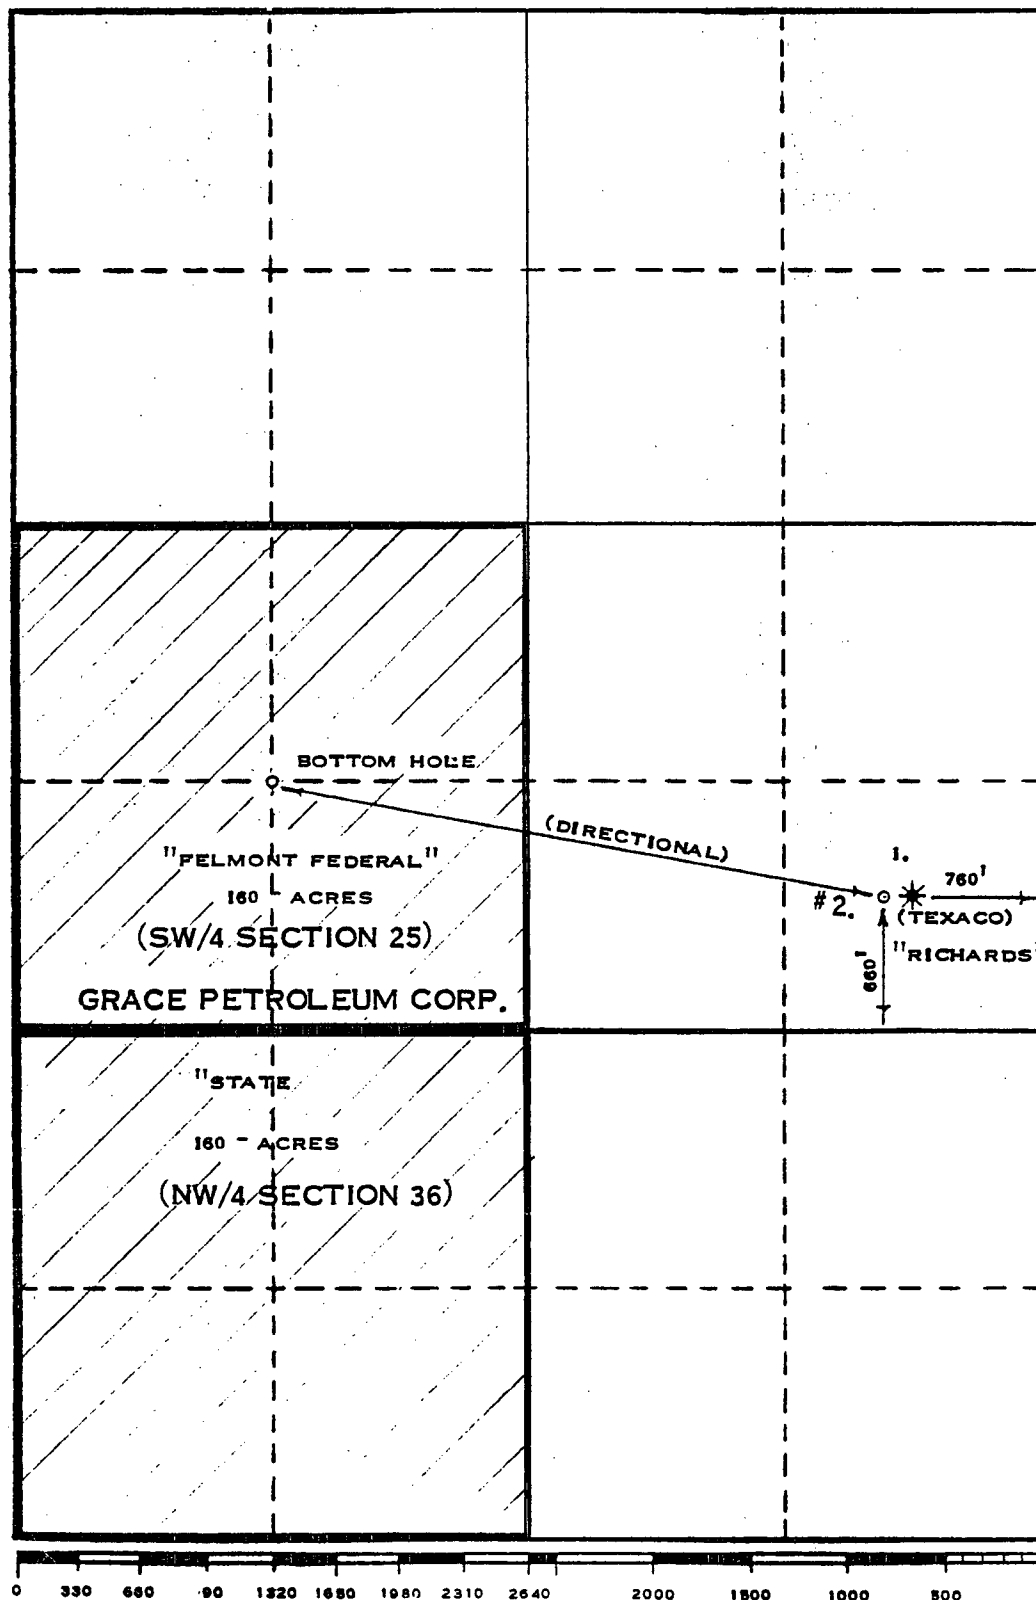 BOTTOM HOLE
(DIRECTIONAL)
"FELMONT FEDERAL"
160 - ACRES
(SW/4 SECTION 25)
GRACE PETROLEUM CORP.
1.
760'
#2.
(TEXACO)
"RICHARDS"
660'
"STATE
160 - ACRES
(NW/4 SECTION 36)
0 330 660 90 1320 1650 1980 2310 2640 2000 1500 1000 500